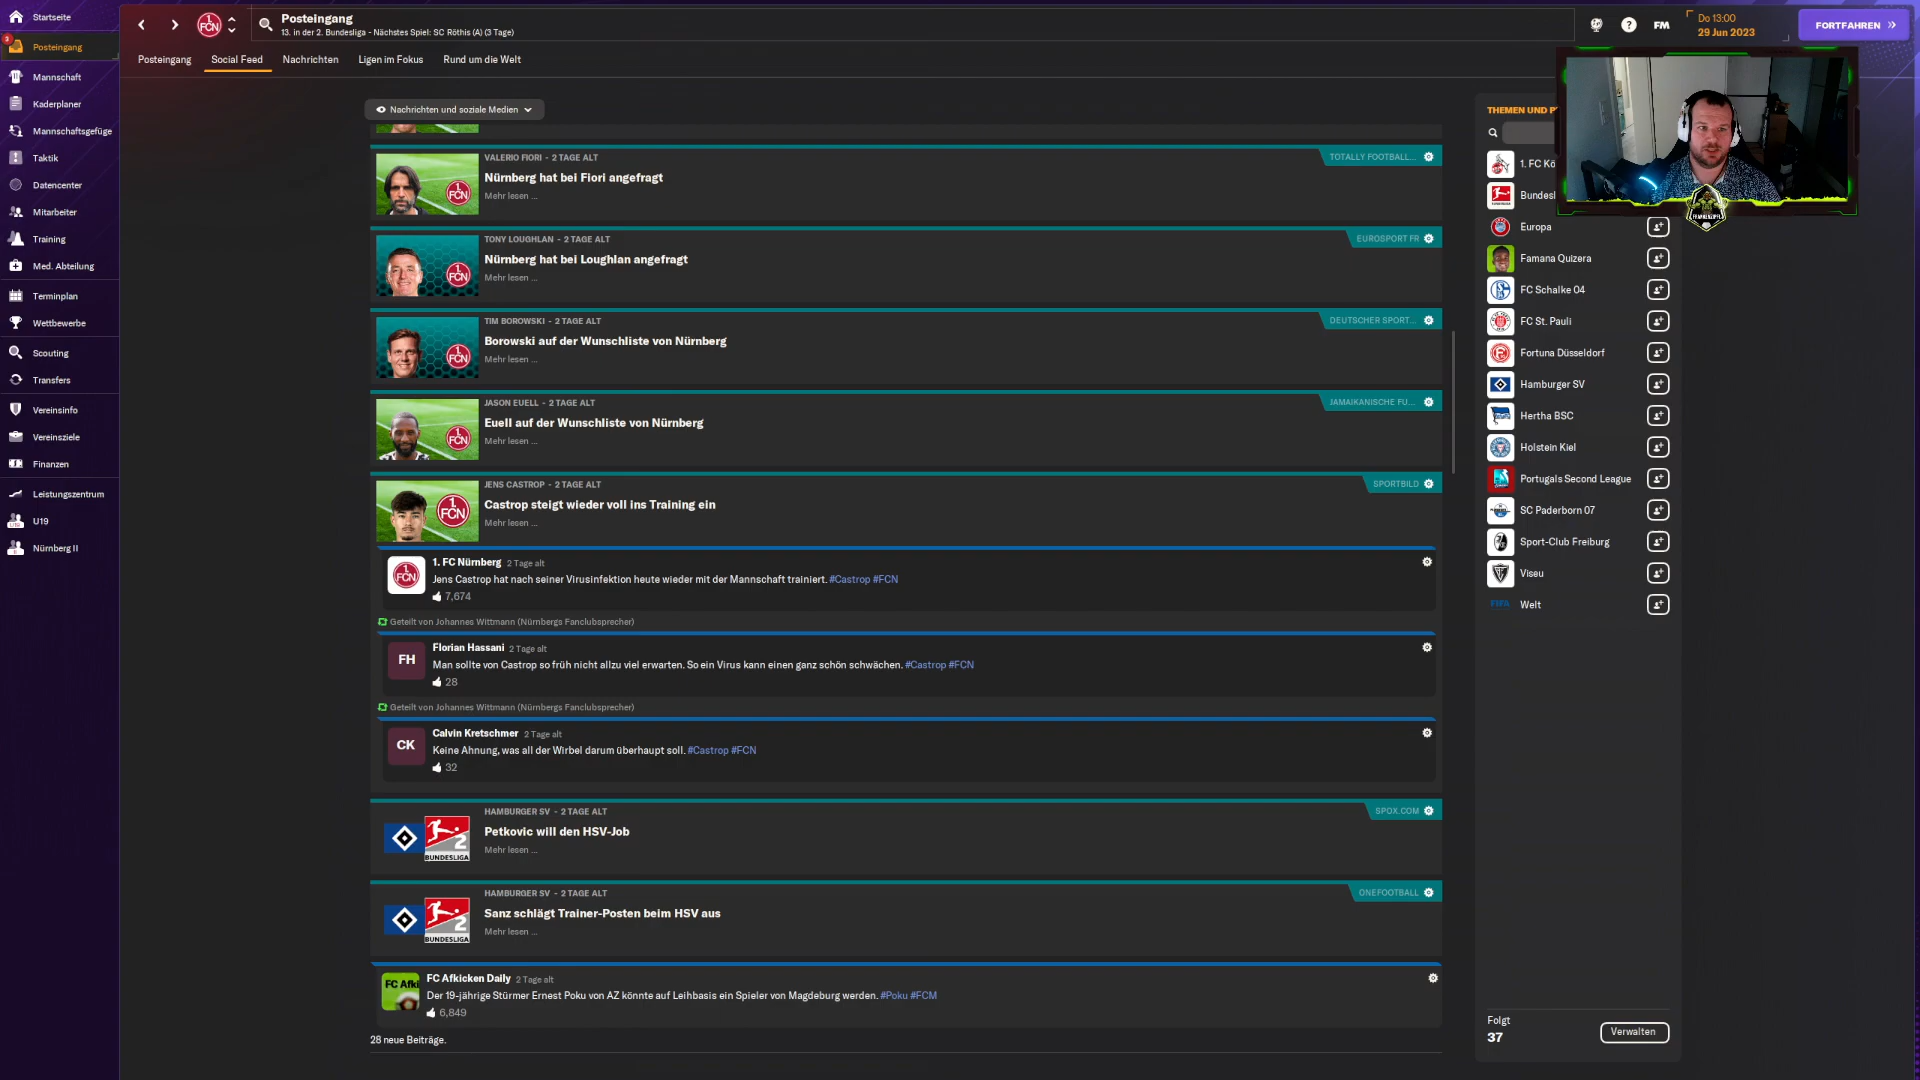 Startseite
3
Posteingang
Mannschaft
Kaderplaner
Mannschaftsgefüge
Taktik
Datencenter
Mitarbeiter
Training
Med. Abteilung
Terminplan
Wettbewerbe
Scouting
Transfers
Vereinsinfo
Vereinsziele
Finanzen
Leistungszentrum
U19
Nürnberg II
Posteingang
13. in der 2. Bundesliga - Nächstes Spiel: SC Röthis (A) (3 Tage)
FM
Do 13:00
29 Jun 2023
FORTFAHREN
Posteingang
Social Feed
Nachrichten
Ligen im Fokus
Rund um die Welt
Nachrichten und soziale Medien
VALERIO FIORI - 2 TAGE ALT
TOTALLY FOOTBALL...
Nürnberg hat bei Fiori angefragt
Mehr lesen ...
TONY LOUGHLAN - 2 TAGE ALT
EUROSPORT FR
Nürnberg hat bei Loughlan angefragt
Mehr lesen ...
TIM BOROWSKI - 2 TAGE ALT
DEUTSCHER SPORT...
Borowski auf der Wunschliste von Nürnberg
Mehr lesen ...
JASON EUELL - 2 TAGE ALT
JAMAIKANISCHE FU...
Euell auf der Wunschliste von Nürnberg
Mehr lesen ...
JENS CASTROP - 2 TAGE ALT
SPORTBILD
Castrop steigt wieder voll ins Training ein
Mehr lesen ...
1. FC Nürnberg 2 Tage alt
Jens Castrop hat nach seiner Virusinfektion heute wieder mit der Mannschaft trainiert. #Castrop #FCN
7,674
Geteilt von Johannes Wittmann (Nürnbergs Fanclubsprecher)
FH
Florian Hassani 2 Tage alt
Man sollte von Castrop so früh nicht allzu viel erwarten. So ein Virus kann einen ganz schön schwächen. #Castrop #FCN
28
Geteilt von Johannes Wittmann (Nürnbergs Fanclubsprecher)
CK
Calvin Kretschmer 2 Tage alt
Keine Ahnung, was all der Wirbel darum überhaupt soll. #Castrop #FCN
32
HAMBURGER SV - 2 TAGE ALT
SPOX.COM
Petkovic will den HSV-Job
Mehr lesen ...
BUNDESLIGA
HAMBURGER SV - 2 TAGE ALT
ONEFOOTBALL
Sanz schlägt Trainer-Posten beim HSV aus
Mehr lesen ...
BUNDESLIGA
FC Afki
FC Afkicken Daily 2 Tage alt
Der 19-jährige Stürmer Ernest Poku von AZ könnte auf Leihbasis ein Spieler von Magdeburg werden. #Poku #FCM
6,849
28 neue Beiträge.
THEMEN UND P
1. FC Kö
Bundesl
Europa
Famana Quizera
FC Schalke 04
FC St. Pauli
Fortuna Düsseldorf
Hamburger SV
Hertha BSC
Holstein Kiel
Portugals Second League
SC Paderborn 07
Sport-Club Freiburg
Viseu
FIFA
Welt
Folgt
37
Verwalten